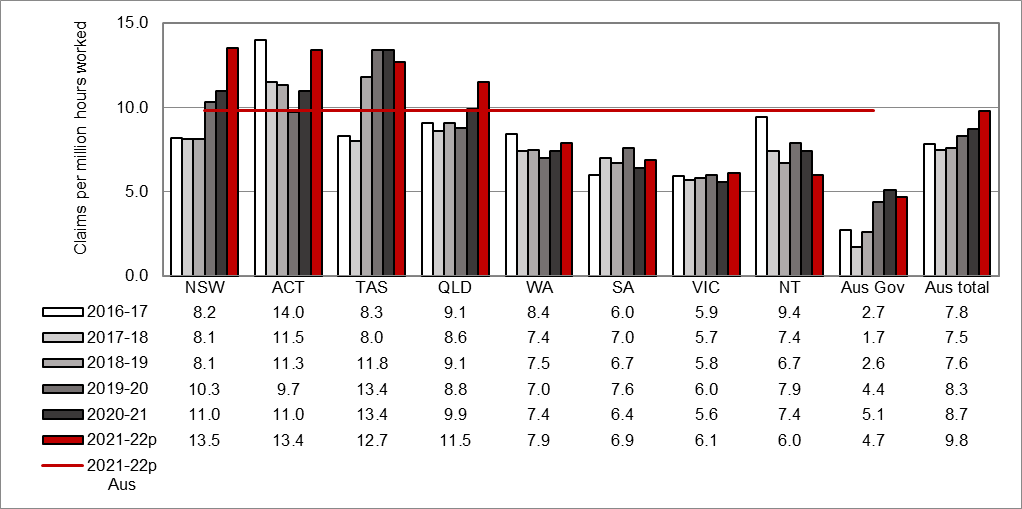 Claims per million hours worked
15.0
10.0
5.0
0.0
NSW ACT TAS QLD WA SA VIC NT Aus Gov Aus total
2016-17 8.2 14.0 8.3 9.1 8.4 6.0 5.9 9.4 2.7 7.8
2017-18 8.1 11.5 8.0 8.6 7.4 7.0 5.7 7.4 1.7 7.5
2018-19 8.1 11.3 11.8 9.1 7.5 6.7 5.8 6.7 2.6 7.6
2019-20 10.3 9.7 13.4 8.8 7.0 7.6 6.0 7.9 4.4 8.3
2020-21 11.0 11.0 13.4 9.9 7.4 6.4 5.6 7.4 5.1 8.7
2021-22p 13.5 13.4 12.7 11.5 7.9 6.9 6.1 6.0 4.7 9.8
2021-22p
Aus